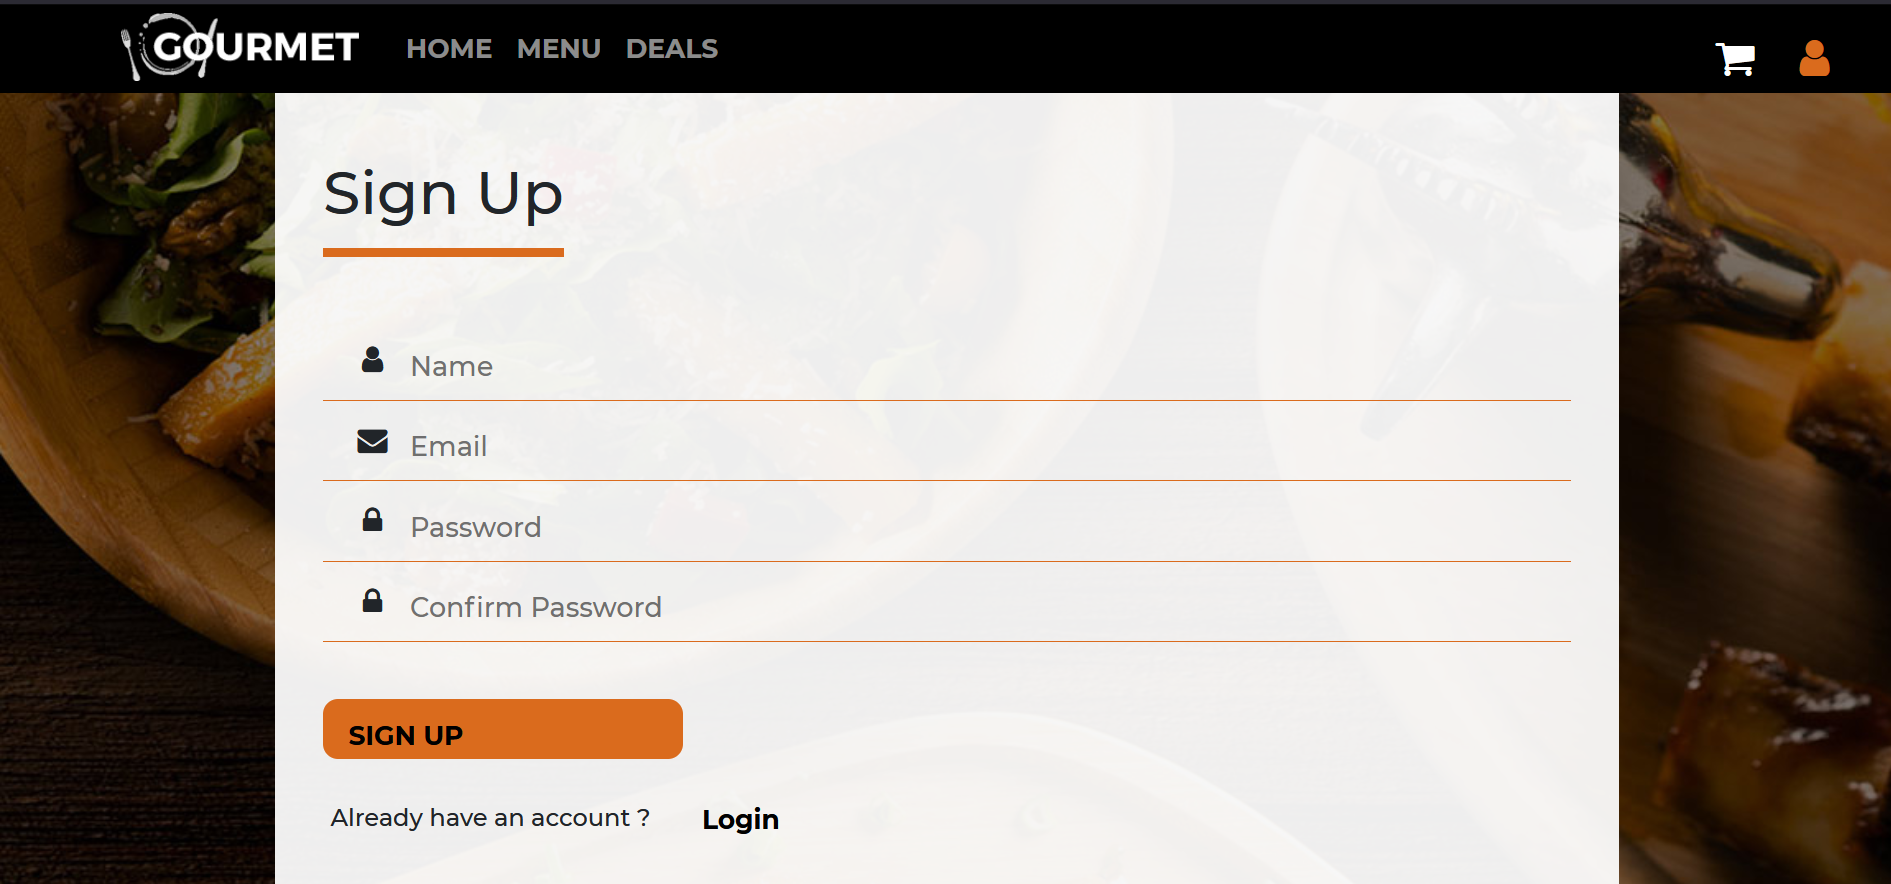 GOURMET HOME MENU DEALS
Sign Up
Name
Email
Password
Confirm Password
SIGN UP
Already have an account ? Login